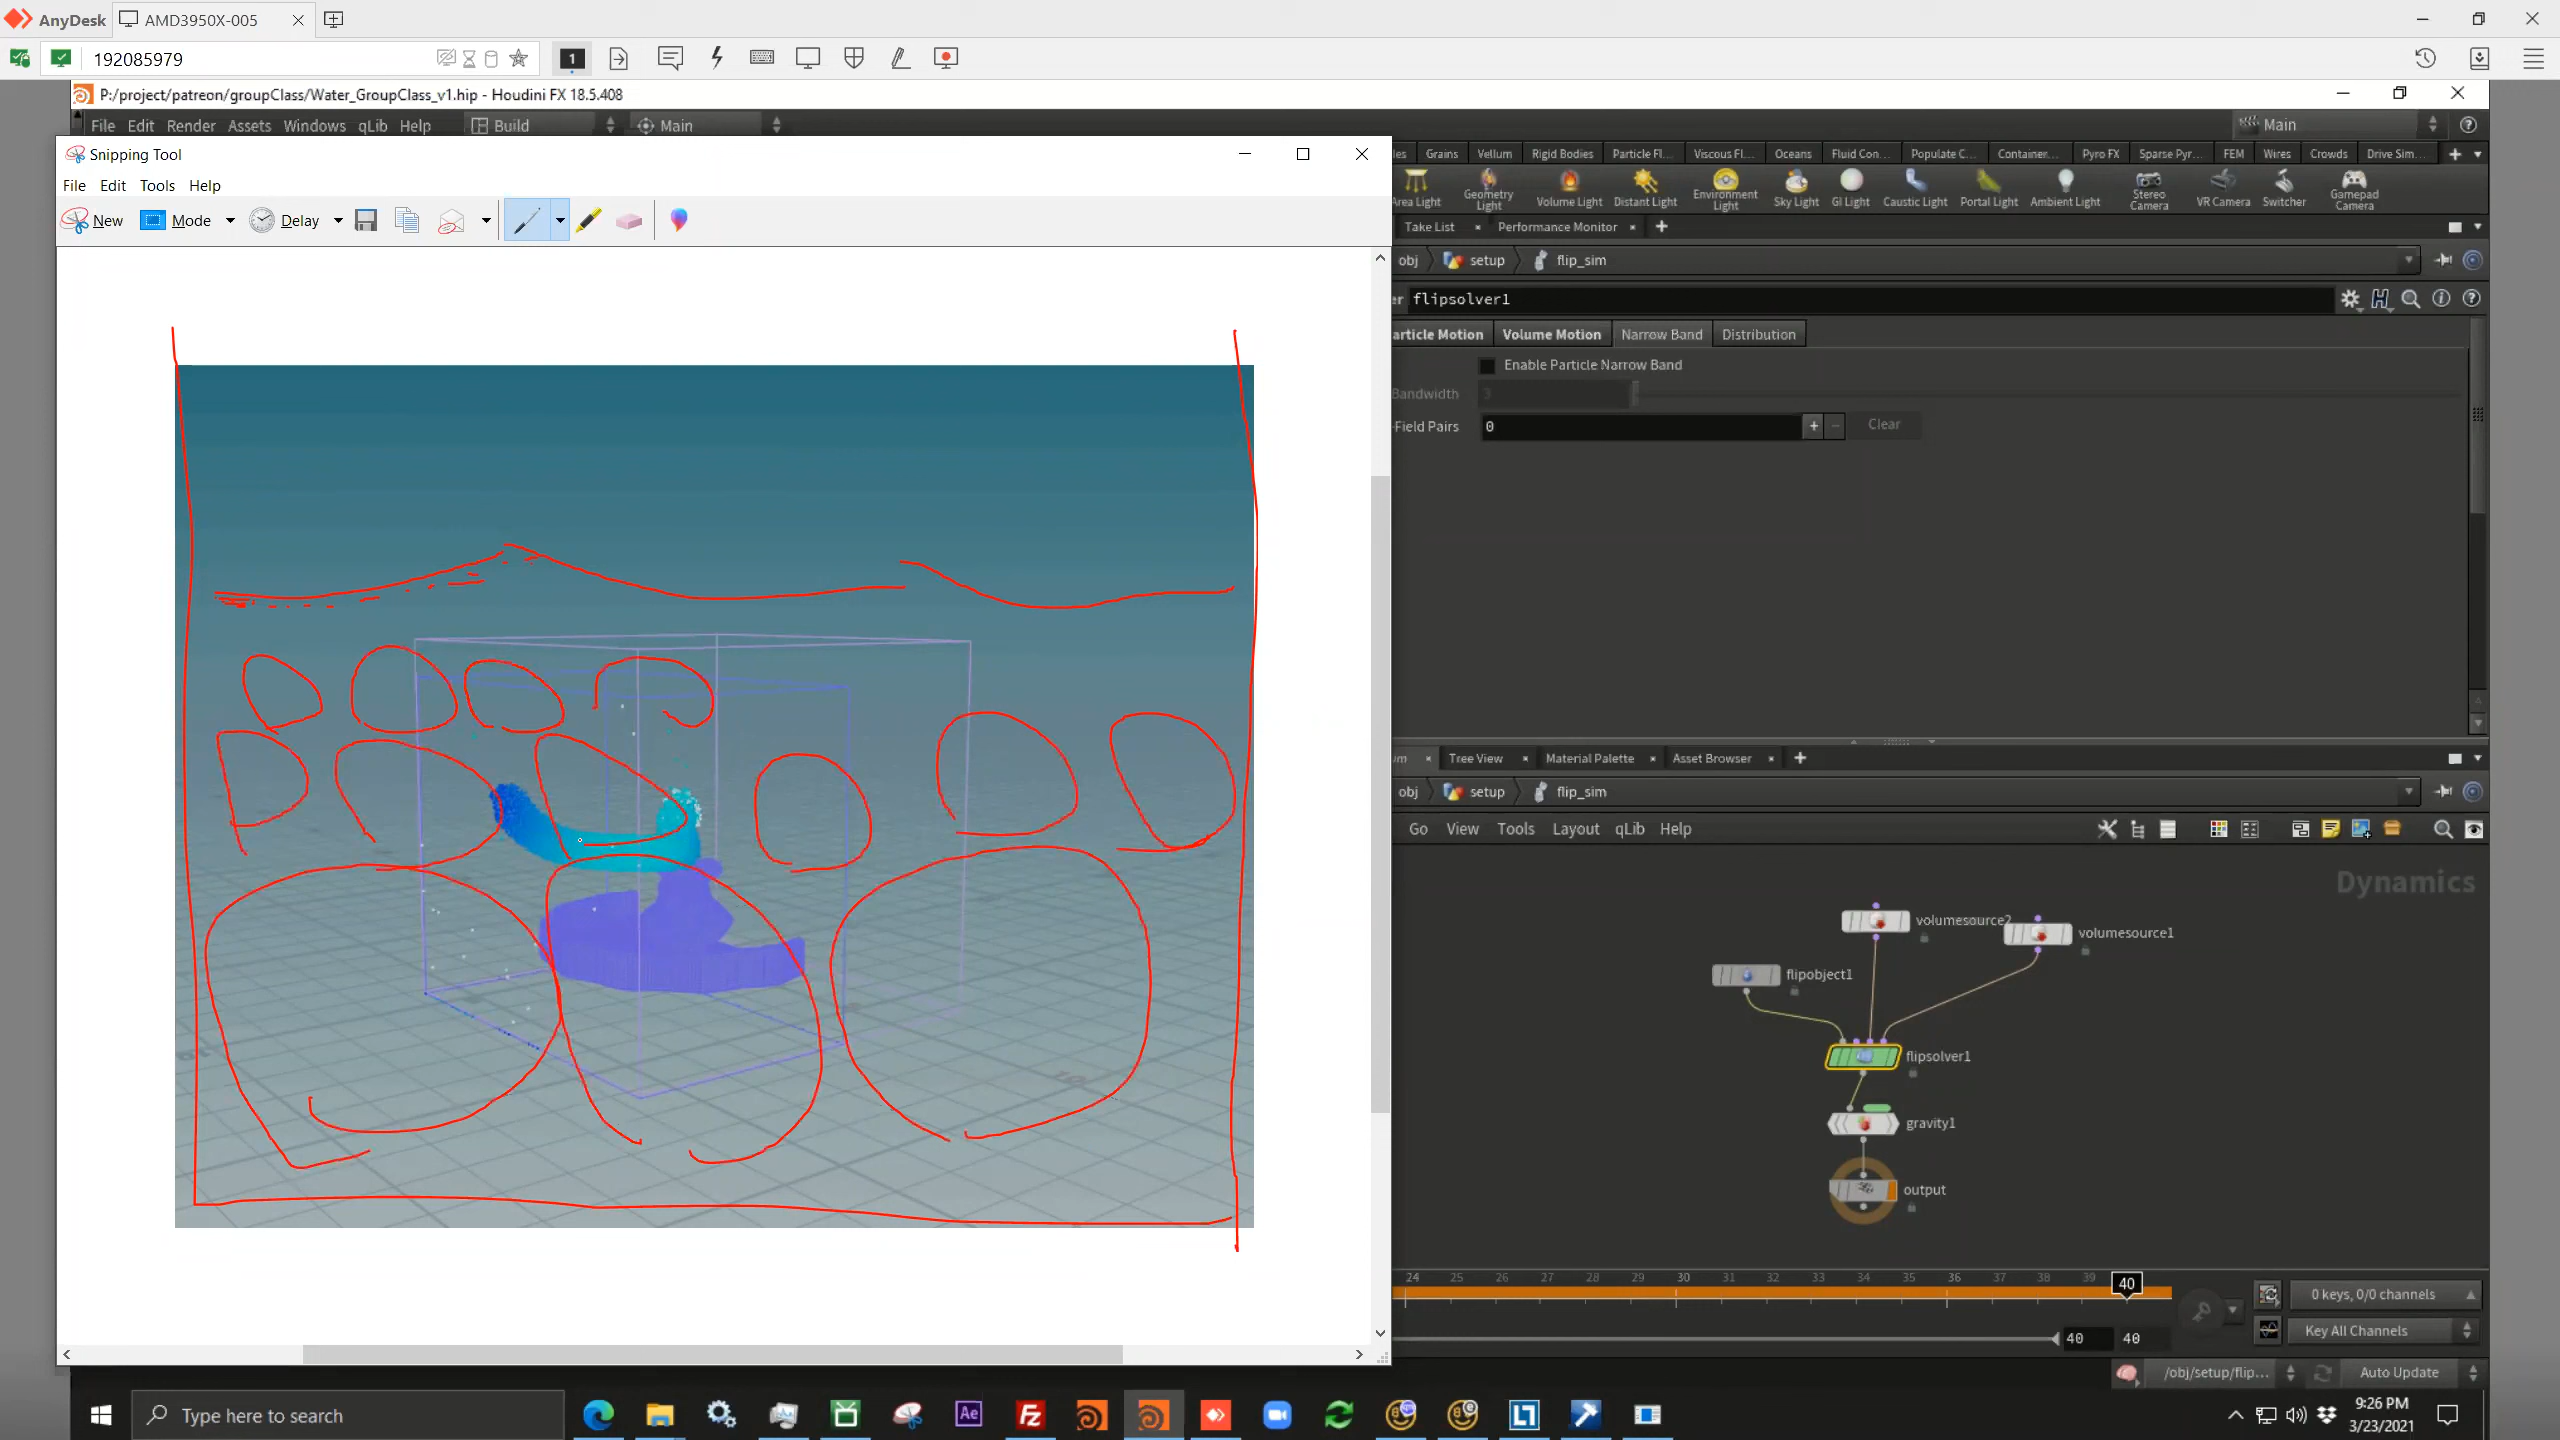 AnyDesk AMD3950X-005
192085979 1
P:/project/patreon/groupClass/Water_GroupClass_v1.hip - Houdini FX 18.5.408
File Edit Render Assets Windows qLib Help Build Main Main
Snipping Tool
File Edit Tools Help
New Mode Delay
Grains Vellum Rigid Bodies Particle Fl... Viscous Fl... Oceans Fluid Con... Populate C... Container... Pyro FX Sparse Pyr... FEM Wires Crowds Drive Sim...
Area Light Geometry Light Volume Light Distant Light Environment Light Sky Light GI Light Caustic Light Portal Light Ambient Light Stereo Camera VR Camera Switcher Gamepad Camera
Take List Performance Monitor
obj setup flip_sim
er flipsolver1
article Motion Volume Motion Narrow Band Distribution
Enable Particle Narrow Band
Bandwidth 3
-Field Pairs 0 Clear
Tree View Material Palette Asset Browser
obj setup flip_sim
Go View Tools Layout qLib Help
Dynamics
volumesource2
volumesource1
flipobject1
flipsolver1
gravity1
output
24 25 26 27 28 29 30 31 32 33 34 35 36 37 38 39 40
0 keys, 0/0 channels
40 40 Key All Channels
/obj/setup/flip... Auto Update
Type here to search
Ae
9:26 PM
3/23/2021